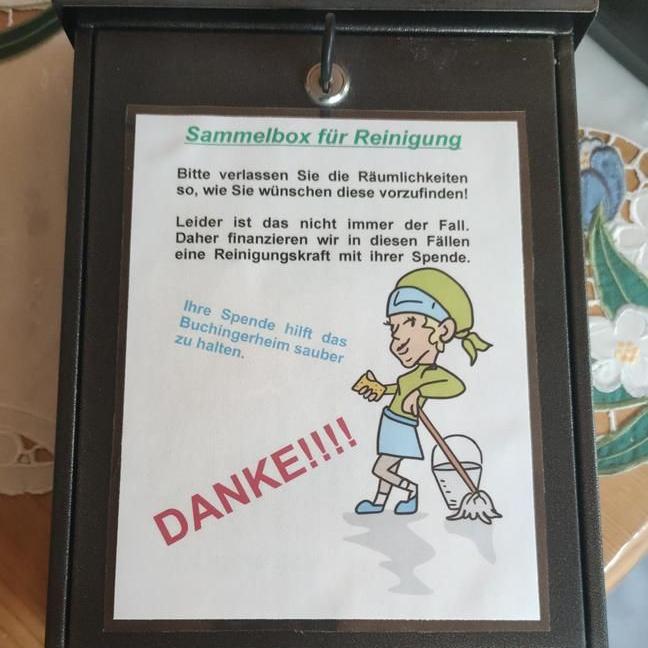 Sammelbox für Reinigung
Bitte verlassen Sie die Räumlichkeiten
so, wie Sie wünschen diese vorzufinden!
Leider ist das nicht immer der Fall.
Daher finanzieren wir in diesen Fällen
eine Reinigungskraft mit ihrer Spende.
Ihre Spende hilft das
Buchingerheim sauber
zu halten.
DANKE!!!!